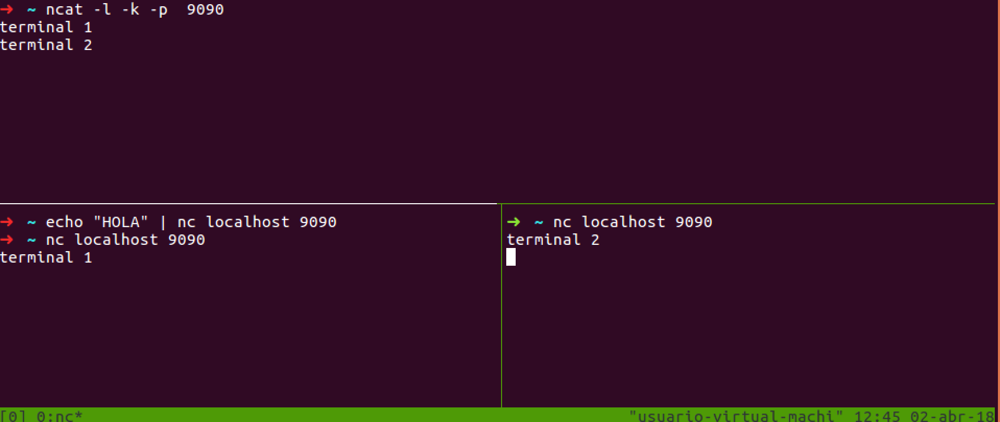 ➜ ~ ncat -l -k -p  9090
terminal 1
terminal 2
➜ ~ echo "HOLA" | nc localhost 9090
➜ ~ nc localhost 9090
terminal 1
➜ ~ nc localhost 9090
terminal 2
[0] 0:nc*
"usuario-virtual-machi" 12:45 02-abr-18